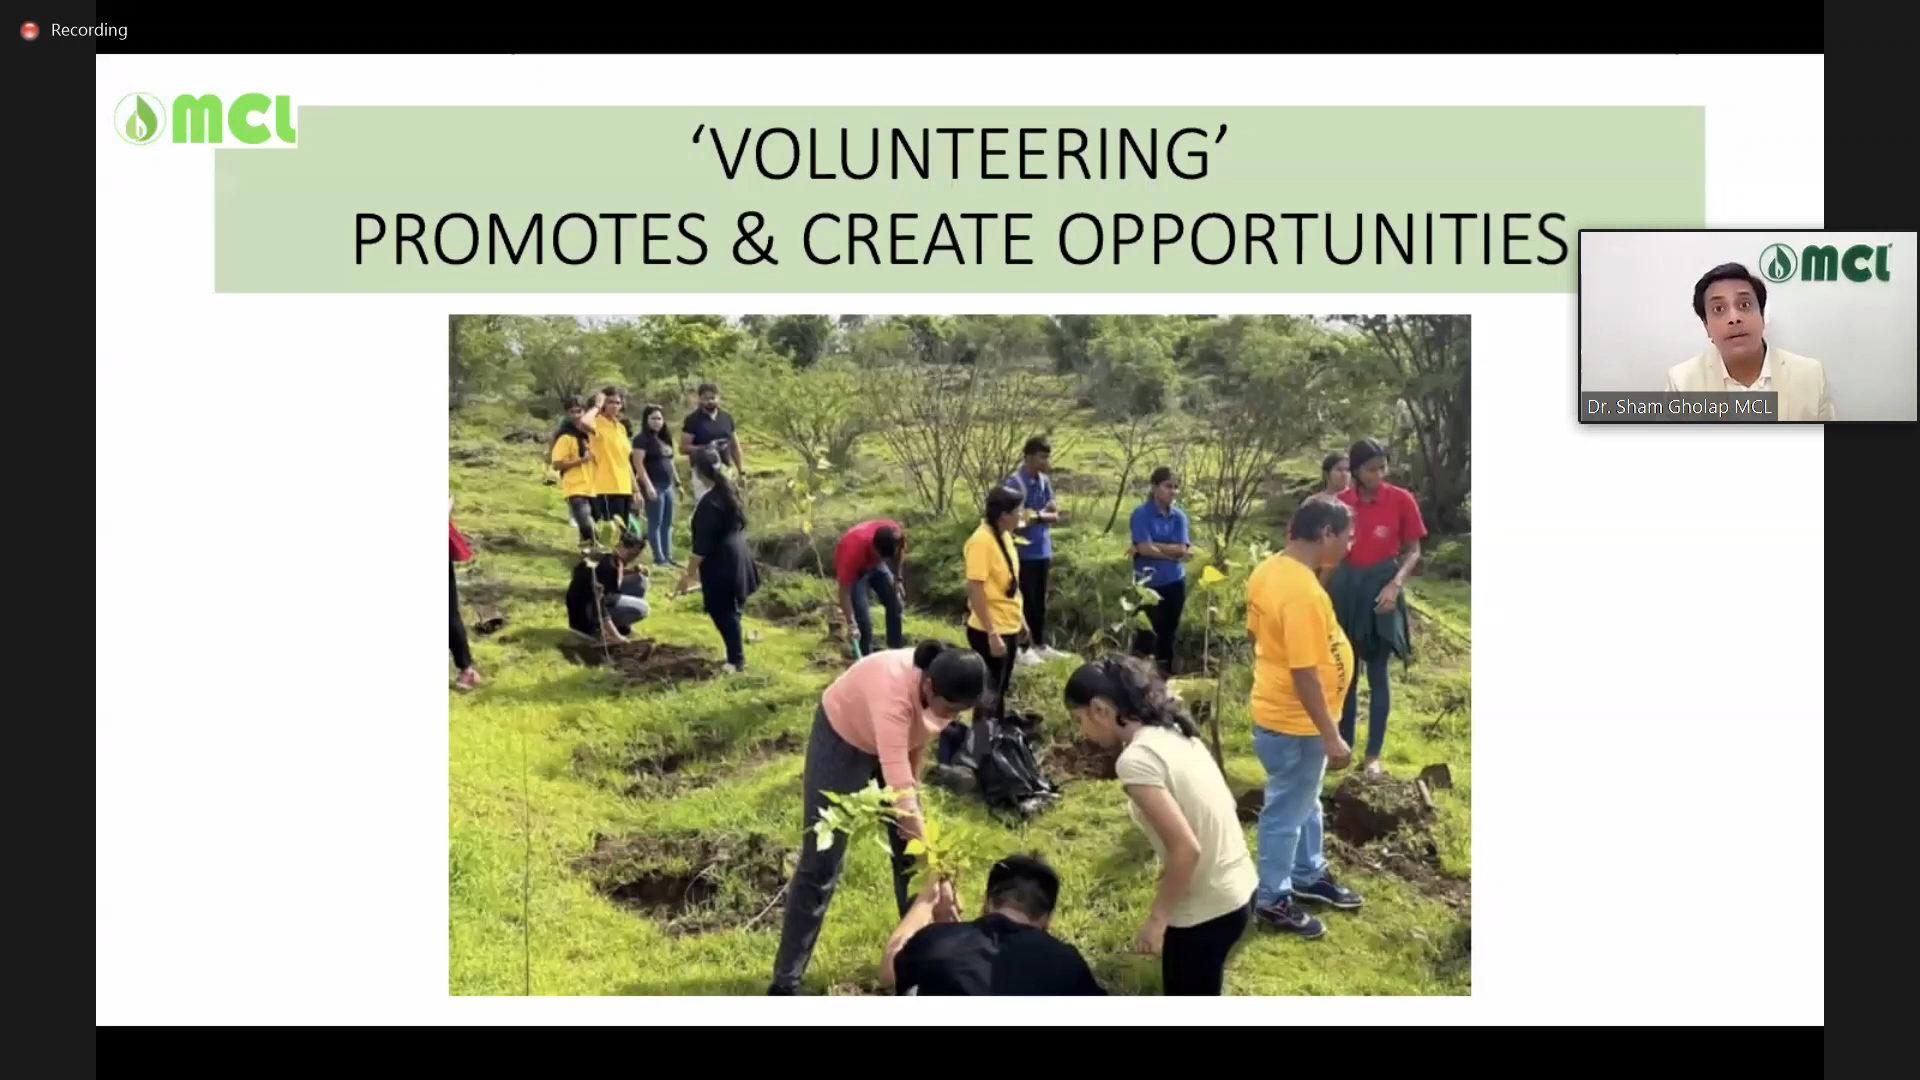 Recording
MCL
‘VOLUNTEERING’
PROMOTES & CREATE OPPORTUNITIES
MCL
Dr. Sham Gholap MCL